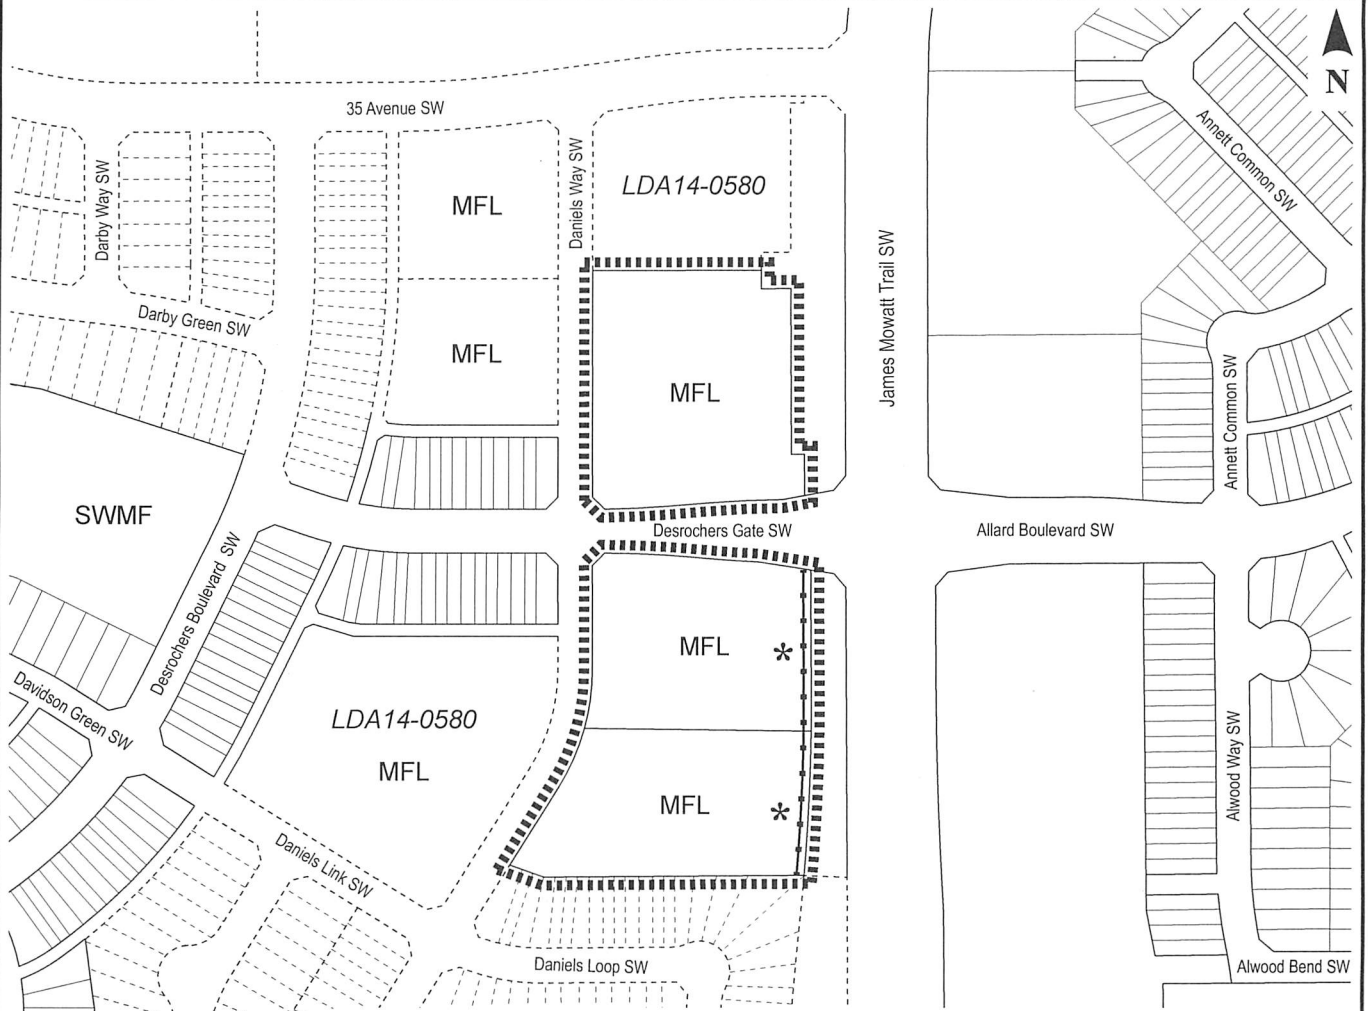 N
35 Avenue SW
Annett Common SW
Darby Way SW
MFL
Daniels Way SW
LDA14-0580
James Mowatt Trail SW
Darby Green SW
MFL
MFL
Annett Common SW
SWMF
Desrochers Gate SW
Allard Boulevard SW
Desrochers Boulevard SW
MFL
*
Davidson Green SW
LDA14-0580
MFL
Alwood Way SW
MFL
*
Daniels Link SW
Daniels Loop SW
Alwood Bend SW